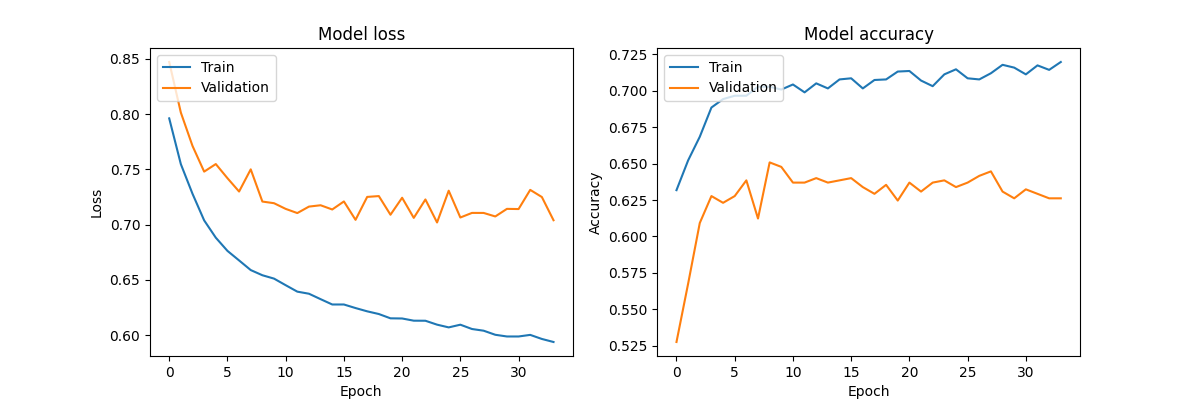 Model loss
0.85
0.80
0.75
0.70
0.65
0.60
Loss
Train
Validation
0 5 10 15 20 25 30
Epoch
Model accuracy
0.725
0.700
0.675
0.650
0.625
0.600
0.575
0.550
0.525
Accuracy
Train
Validation
0 5 10 15 20 25 30
Epoch